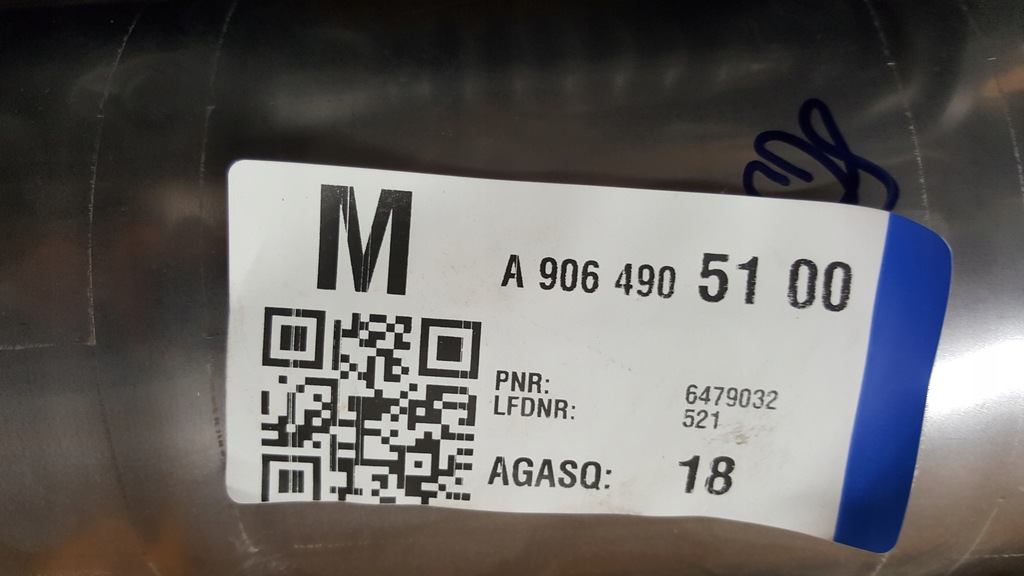 M
A 906 490 51 00
PNR: 6479032
LFDNR: 521
AGASQ: 18